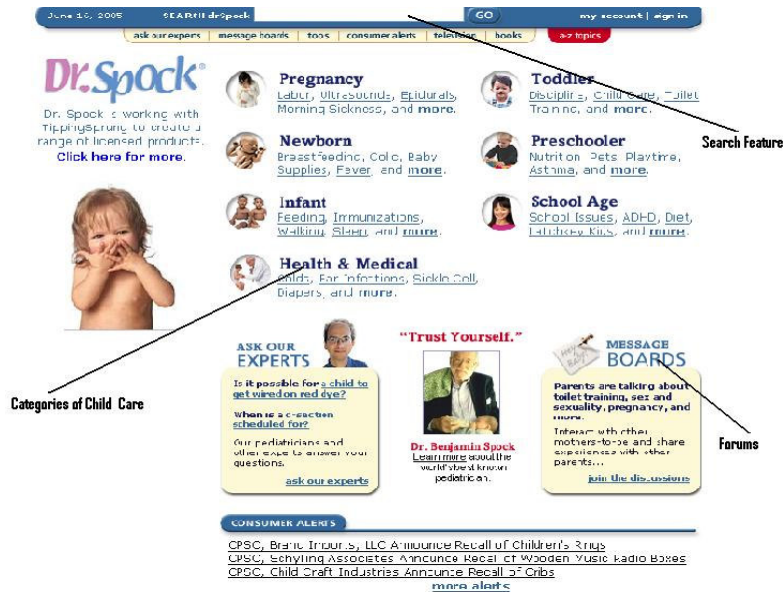 June 16, 2005 SEARCH drSpock GO my account | sign in
ask our experts | message boards | tools | consumer alerts | television | books | a-z topics
Dr. Spock®
Dr. Spock is working with
TippingSprung to create a
range of licensed products.
Click here for more.
Pregnancy
Labor, Ultrasounds, Epidurals,
Morning Sickness, and more.
Toddler
Discipline, Child Care, Toilet
Training, and more.
Search Feature
Newborn
Breastfeeding, Colic, Baby
Supplies, Fever, and more.
Preschooler
Nutrition, Pets, Playtime,
Asthma, and more.
Infant
Feeding, Immunizations,
Walking, Sleep, and more.
School Age
School Issues, ADHD, Diet,
Latchkey Kids, and more.
Health & Medical
Colds, Ear Infections, Sickle Cell,
Diapers, and more.
Categories of Child Care
ASK OUR
EXPERTS
Is it possible for a child to
get wired on red dye?
When is a c-section
scheduled for?
Our pediatricians and
other experts answer your
questions.
ask our experts
"Trust Yourself."
Dr. Benjamin Spock
Learn more about the
world's best known
pediatrician.
MESSAGE
BOARDS
Parents are talking about
toilet training, sex and
sexuality, pregnancy, and
more.
Interact with other
mothers-to-be and share
experiences with other
parents...
join the discussions
Forums
CONSUMER ALERTS
CPSC, Brand Imports, LLC Announce Recall of Children's Rings
CPSC, Schylling Associates Announce Recall of Wooden Music Radio Boxes
CPSC, Child Craft Industries Announce Recall of Cribs
more alerts